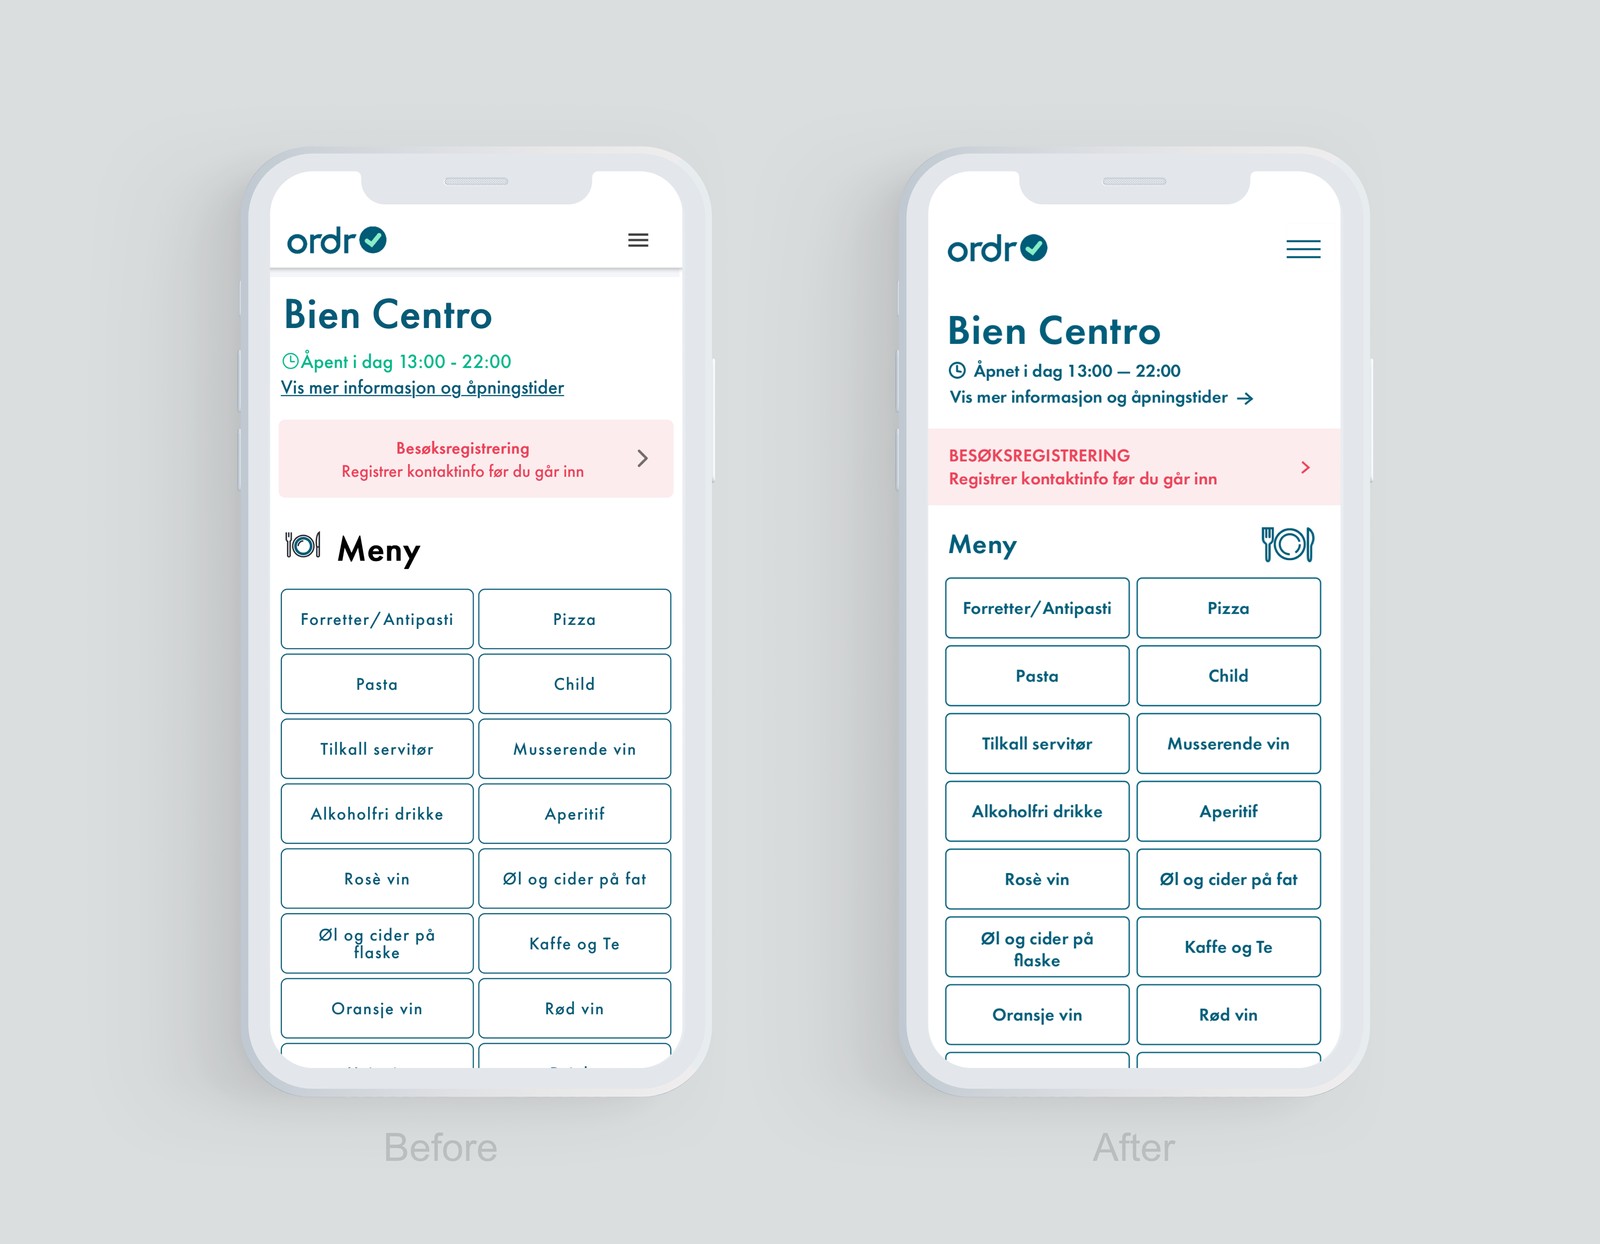 ordr
Bien Centro
Åpent i dag 13:00 - 22:00
Vis mer informasjon og åpningstider
Besøksregistrering
Registrer kontaktinfo før du går inn
Meny
Forretter/Antipasti
Pizza
Pasta
Child
Tilkall servitør
Musserende vin
Alkoholfri drikke
Aperitif
Rosè vin
Øl og cider på fat
Øl og cider på
flaske
Kaffe og Te
Oransje vin
Rød vin
Before
ordr
Bien Centro
Åpnet i dag 13:00 — 22:00
Vis mer informasjon og åpningstider →
BESØKSREGISTRERING
Registrer kontaktinfo før du går inn
Meny
Forretter/Antipasti
Pizza
Pasta
Child
Tilkall servitør
Musserende vin
Alkoholfri drikke
Aperitif
Rosè vin
Øl og cider på fat
Øl og cider på
flaske
Kaffe og Te
Oransje vin
Rød vin
After